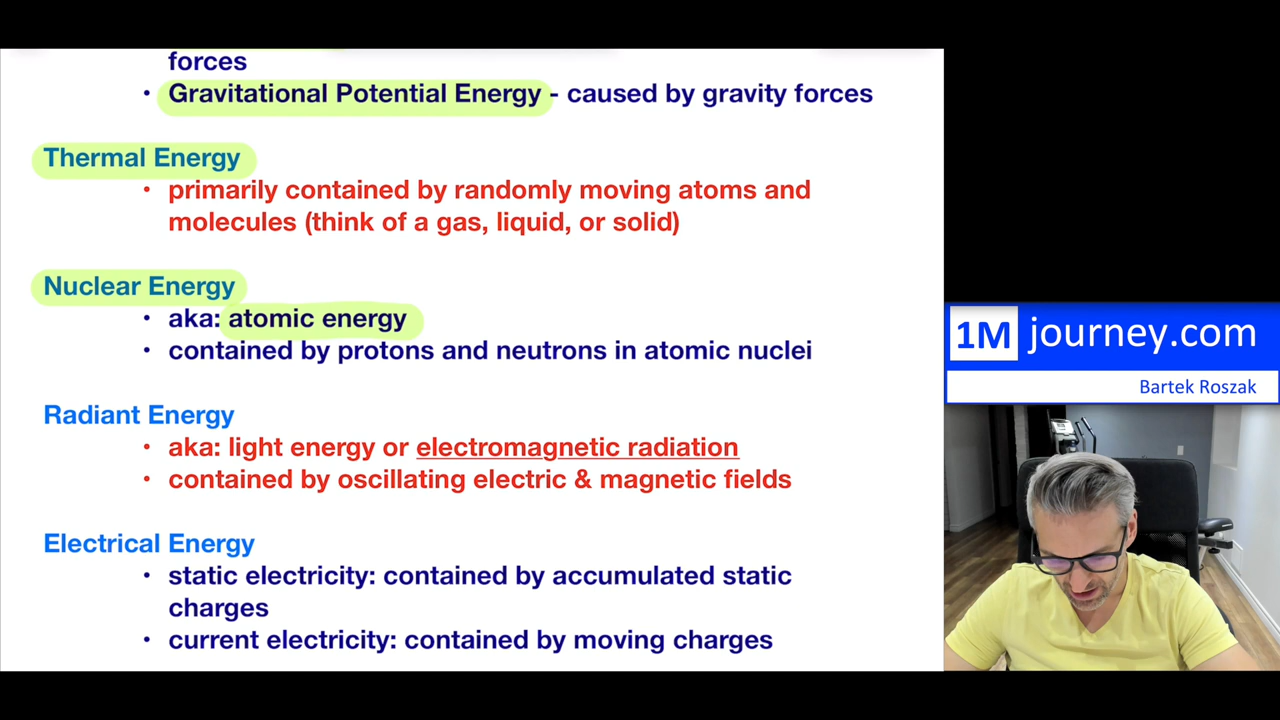 forces
• Gravitational Potential Energy - caused by gravity forces
Thermal Energy
• primarily contained by randomly moving atoms and
molecules (think of a gas, liquid, or solid)
Nuclear Energy
• aka: atomic energy
• contained by protons and neutrons in atomic nuclei
Radiant Energy
• aka: light energy or electromagnetic radiation
• contained by oscillating electric & magnetic fields
Electrical Energy
• static electricity: contained by accumulated static
charges
• current electricity: contained by moving charges
1M journey.com
Bartek Roszak